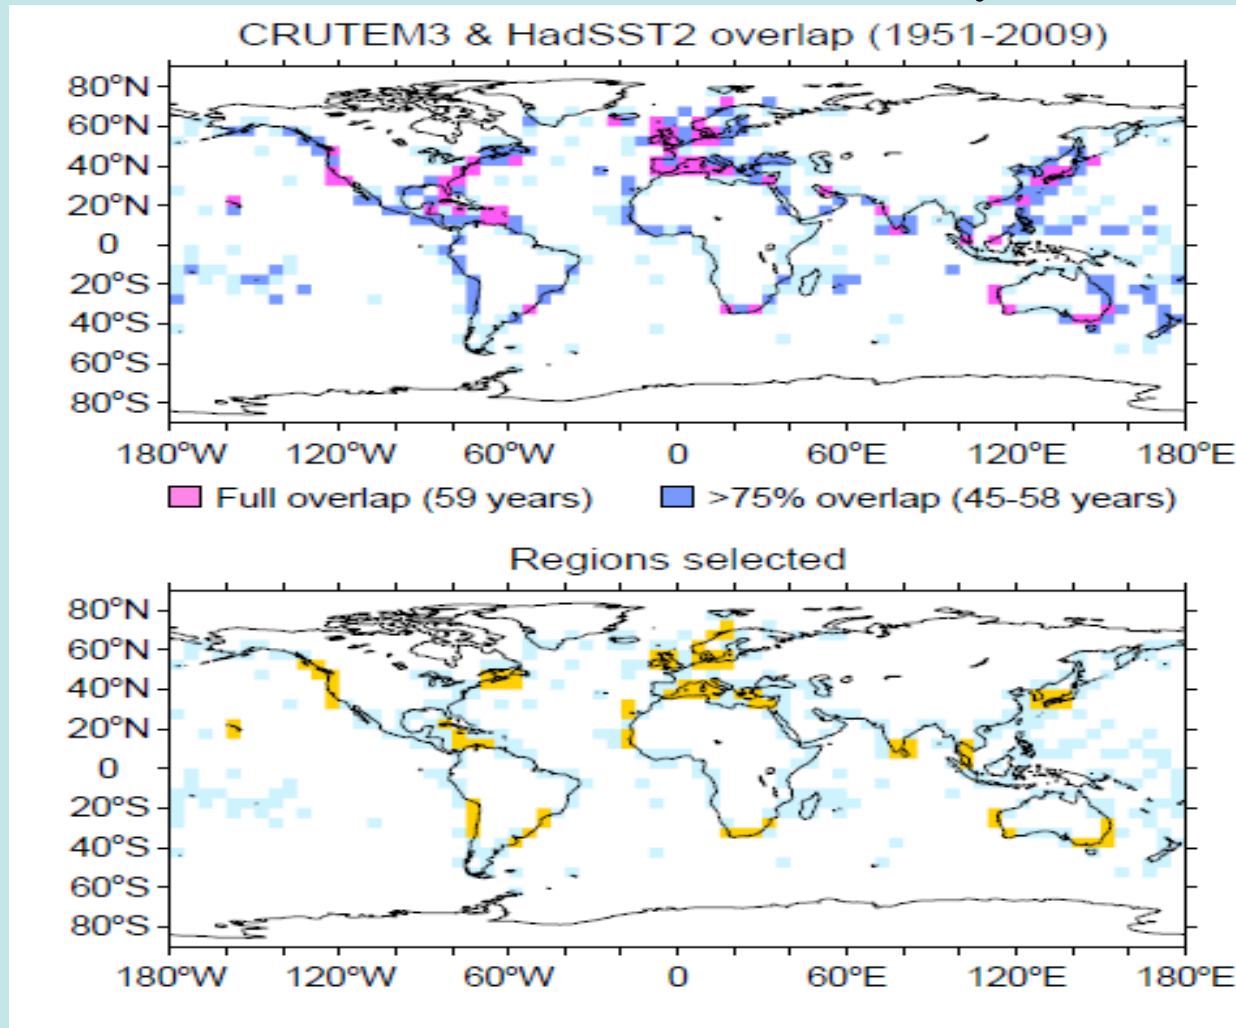 CRUTEM3 & HadSST2 overlap (1951-2009)
80°N
60°N
40°N
20°N
0
20°S
40°S
60°S
80°S
180°W 120°W 60°W 0 60°E 120°E 180°E
Full overlap (59 years) >75% overlap (45-58 years)
Regions selected
80°N
60°N
40°N
20°N
0
20°S
40°S
60°S
80°S
180°W 120°W 60°W 0 60°E 120°E 180°E